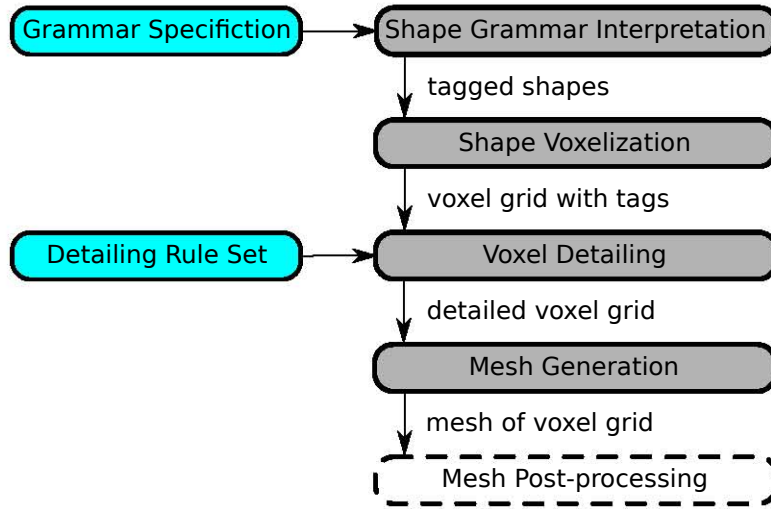 Grammar Specifiction
Shape Grammar Interpretation
tagged shapes
Shape Voxelization
voxel grid with tags
Detailing Rule Set
Voxel Detailing
detailed voxel grid
Mesh Generation
mesh of voxel grid
Mesh Post-processing